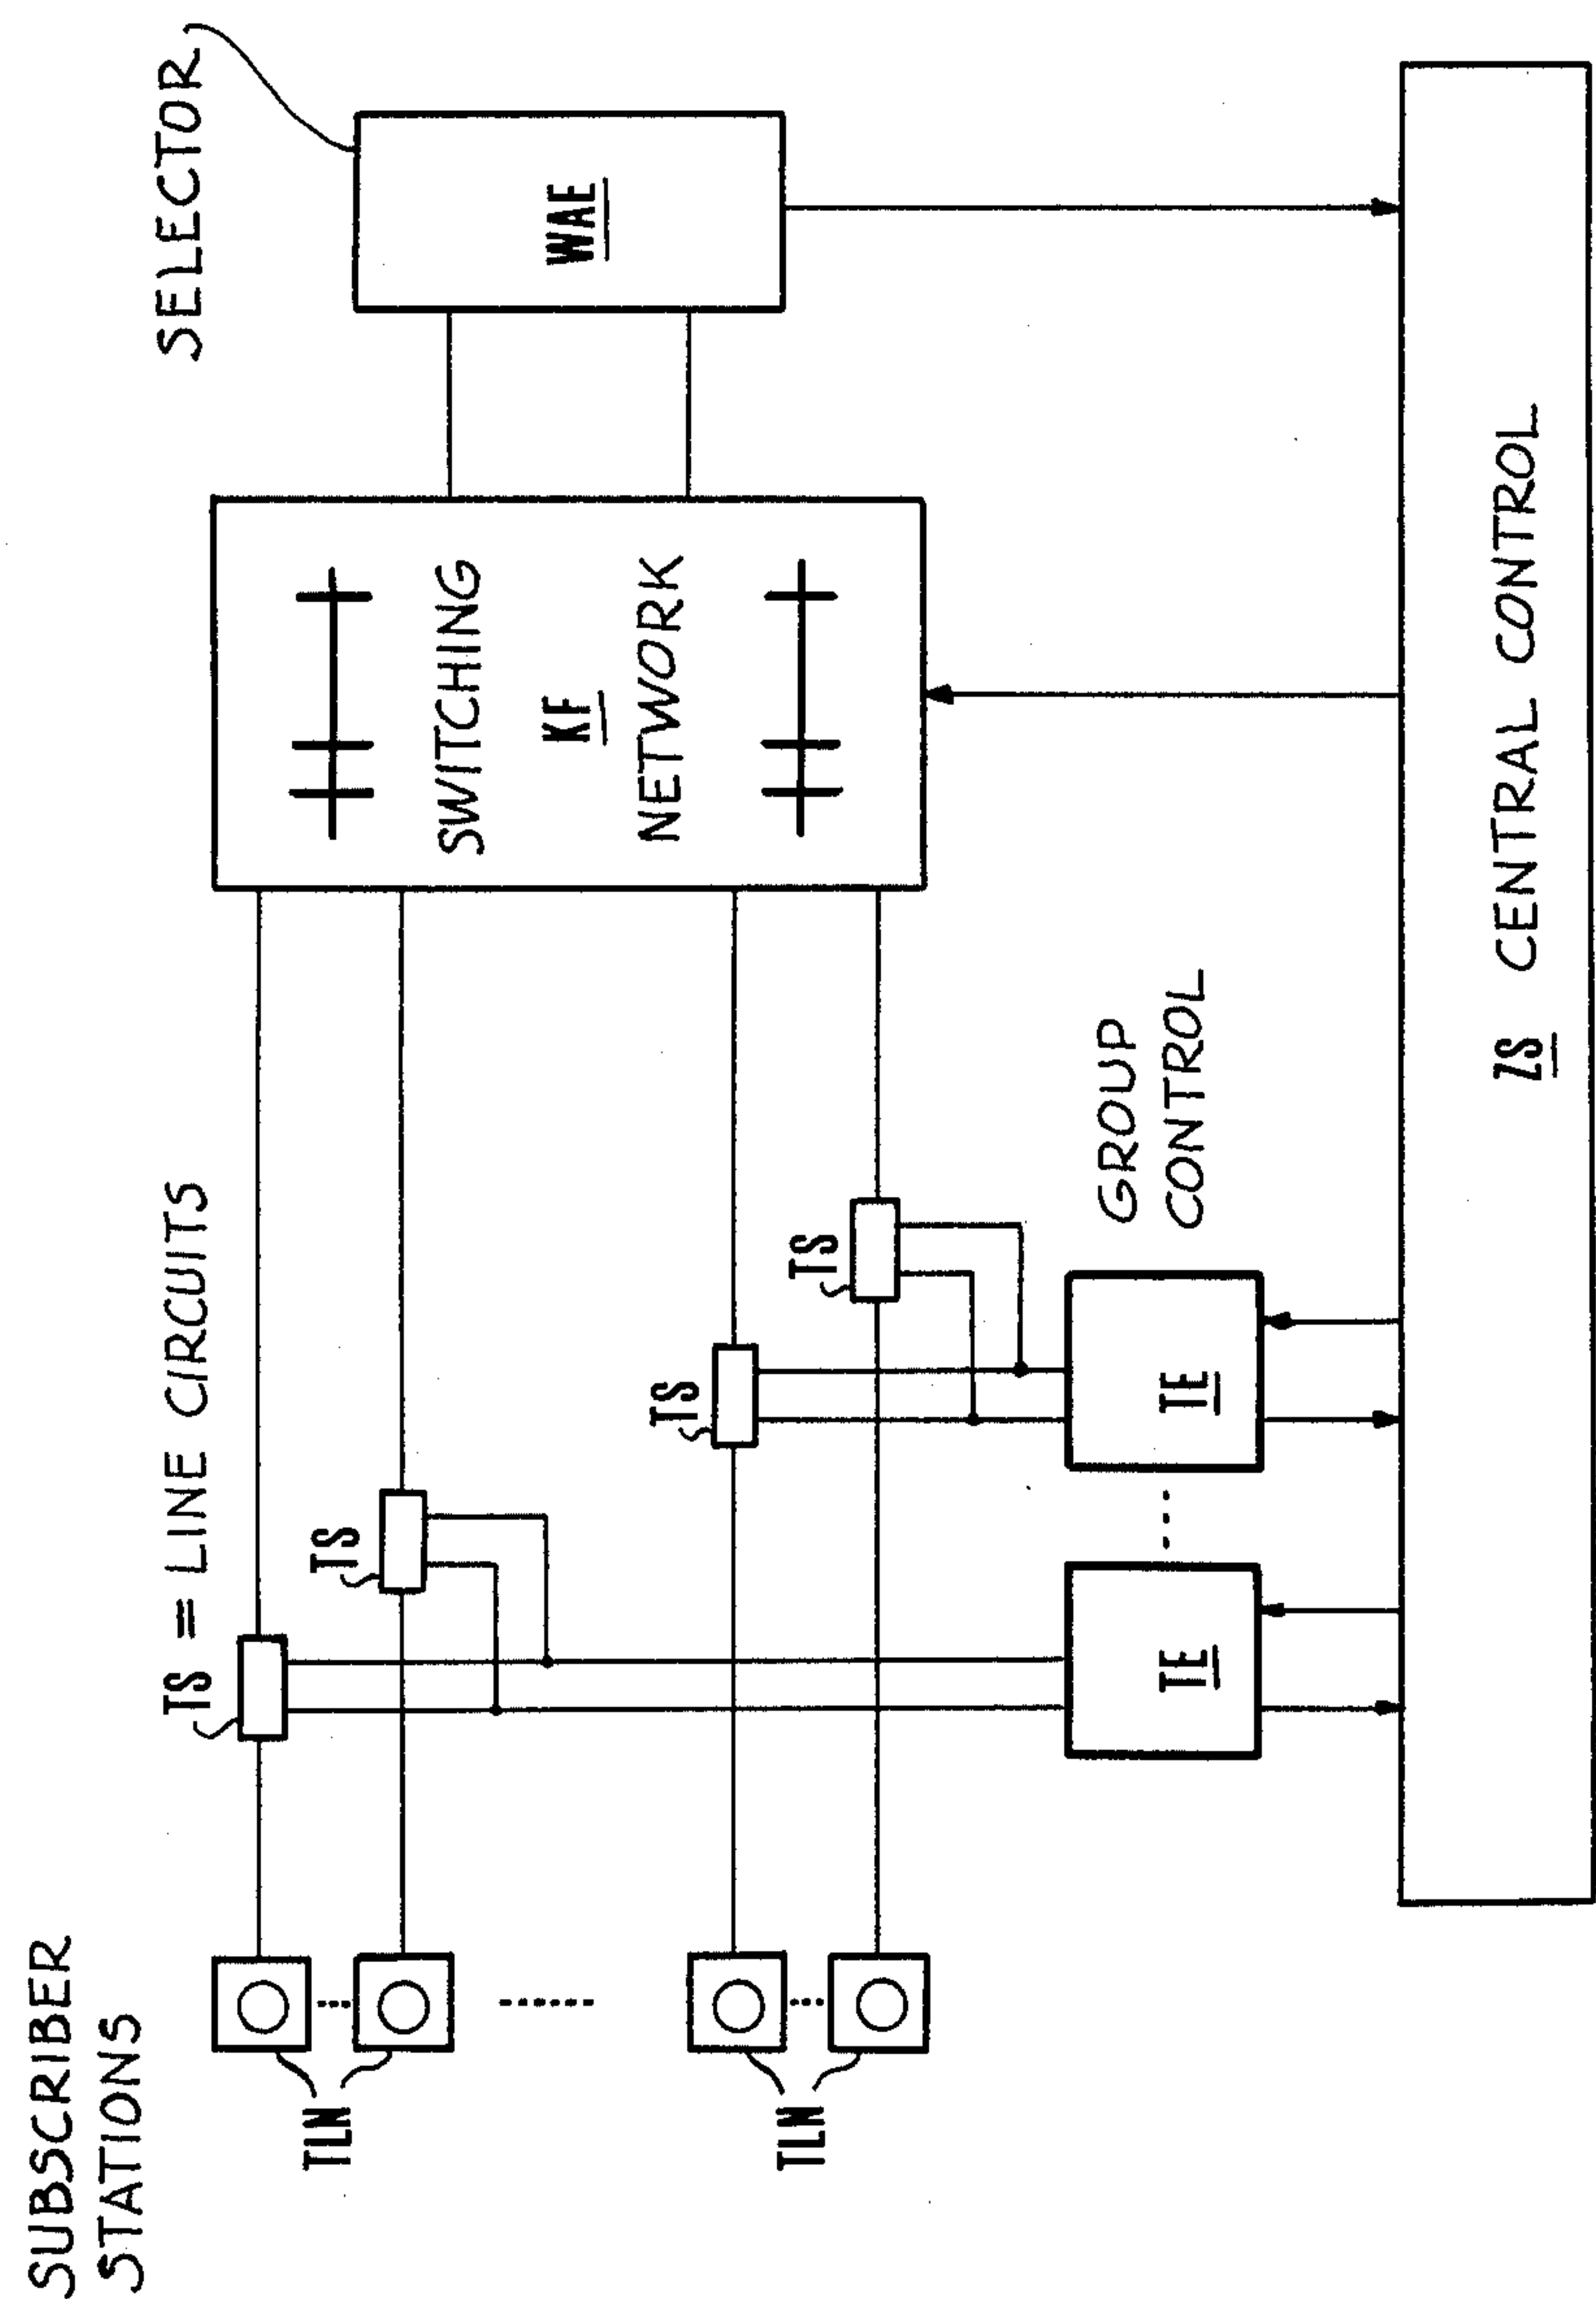 SUBSCRIBER
STATIONS
TS = LINE CIRCUITS
SELECTOR
TLN
TS
SWITCHING
KF
NETWORK
WAE
TS
TLN
TS
GROUP
CONTROL
TE
TE
ZS CENTRAL CONTROL